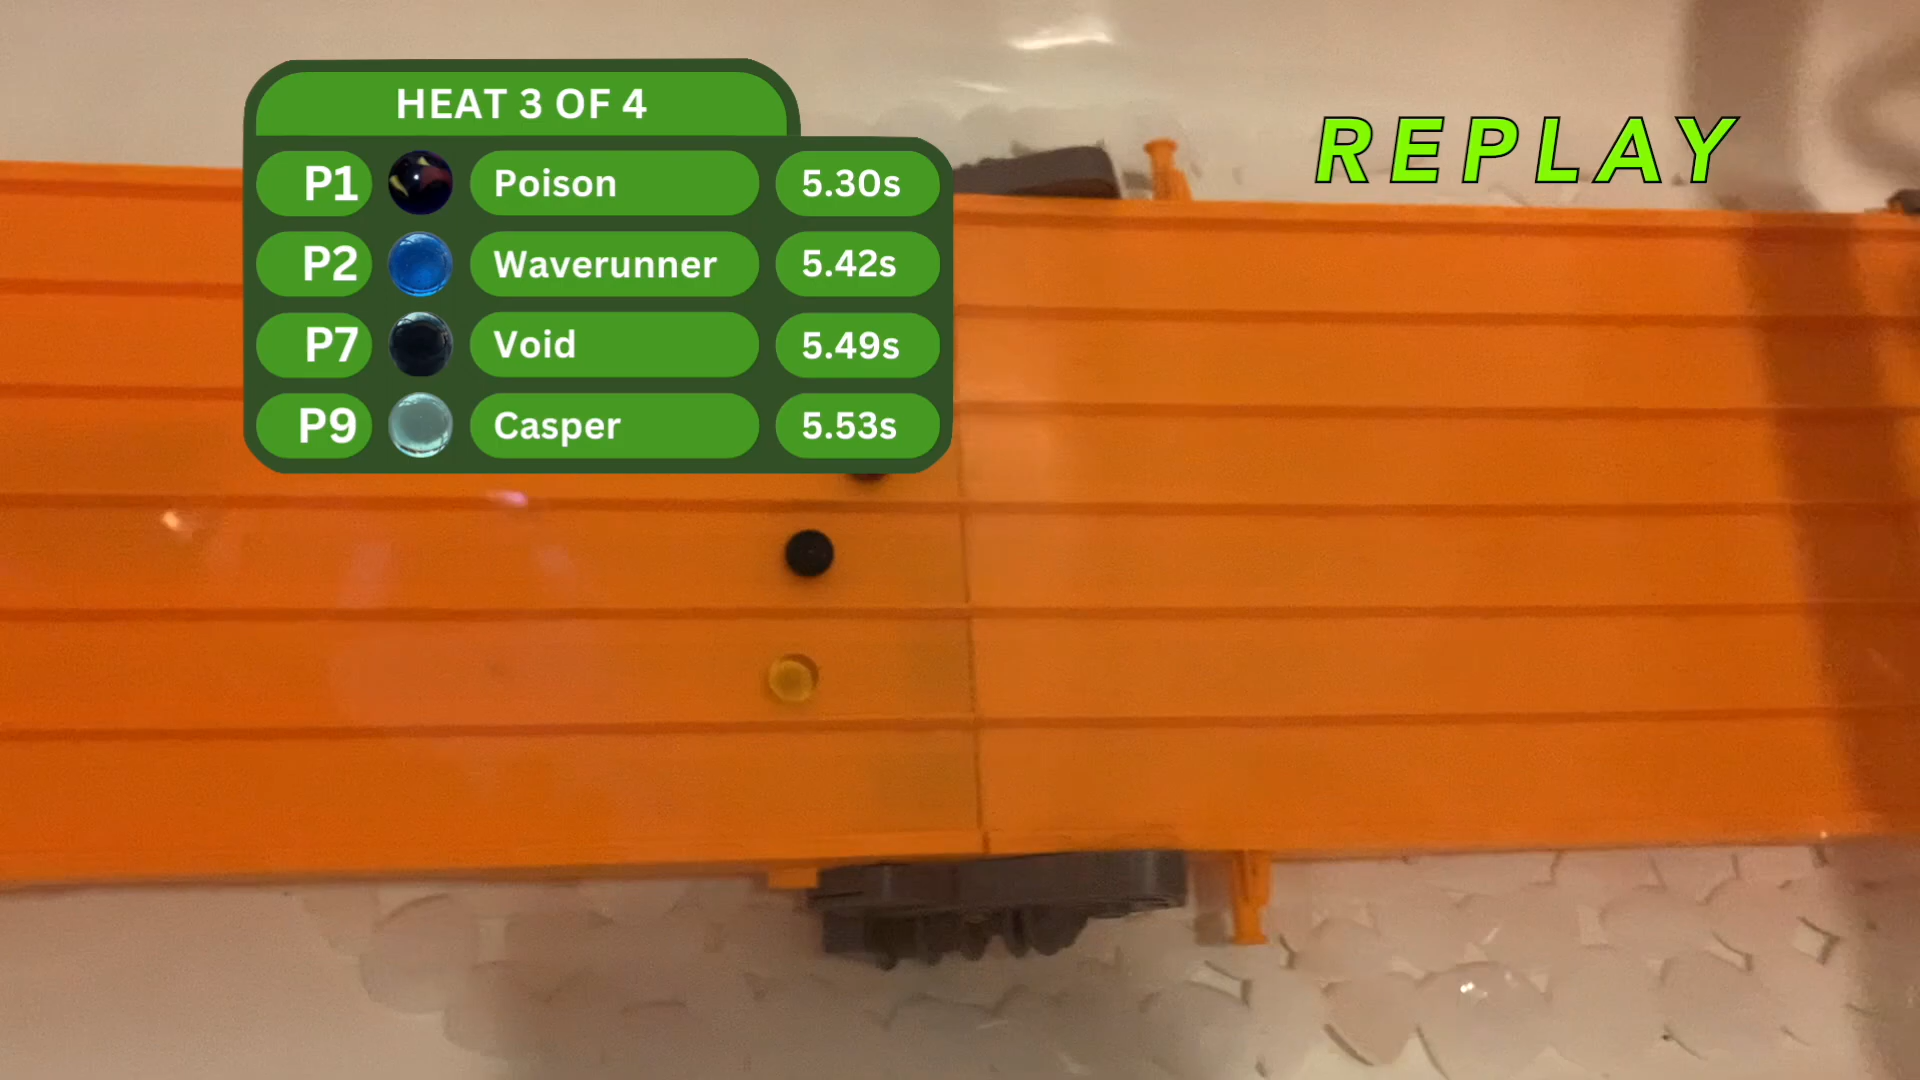 HEAT 3 OF 4
REPLAY
P1 Poison 5.30s
P2 Waverunner 5.42s
P7 Void 5.49s
P9 Casper 5.53s